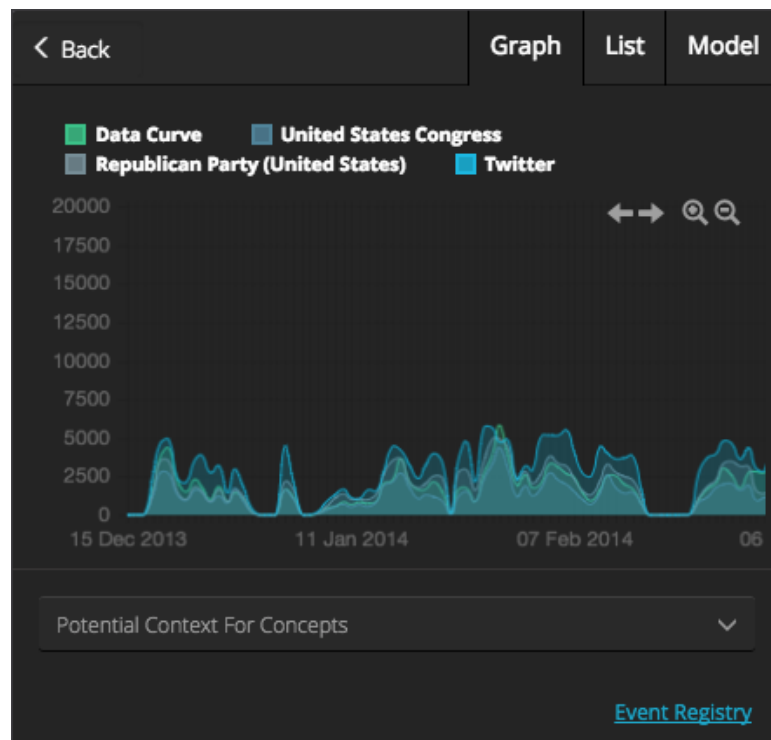 Back
Graph
List
Model
Data Curve
United States Congress
Republican Party (United States)
Twitter
20000
17500
15000
12500
10000
7500
5000
2500
0
15 Dec 2013
11 Jan 2014
07 Feb 2014
06
Potential Context For Concepts
Event Registry